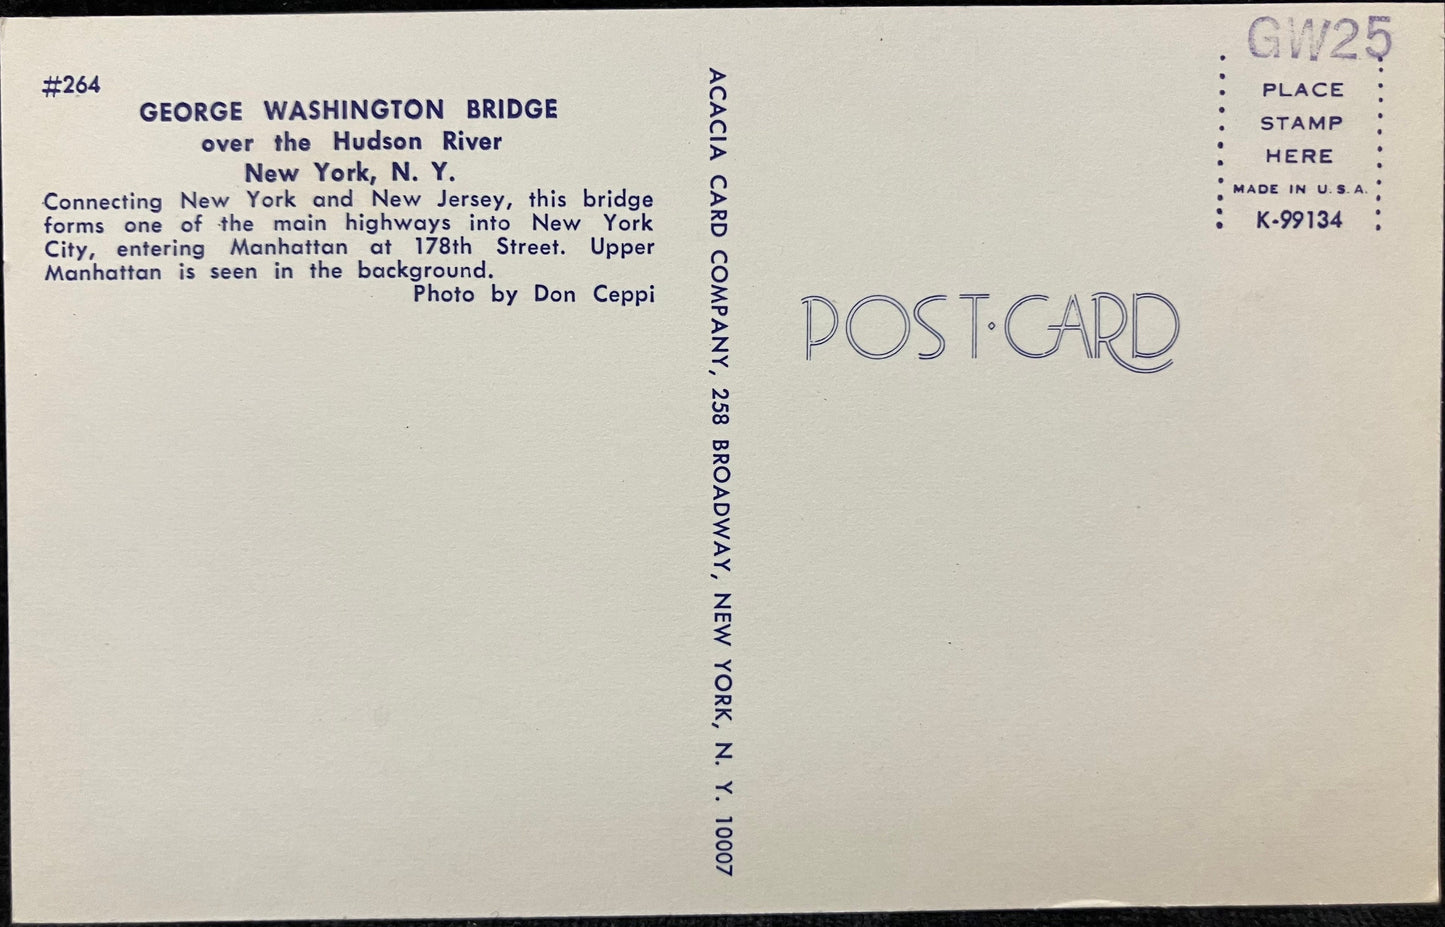 #264
GEORGE WASHINGTON BRIDGE
over the Hudson River
New York, N. Y.
Connecting New York and New Jersey, this bridge
forms one of the main highways into New York
City, entering Manhattan at 178th Street. Upper
Manhattan is seen in the background.
Photo by Don Ceppi
ACACIA CARD COMPANY, 258 BROADWAY, NEW YORK, N. Y. 10007
GW25
PLACE
STAMP
HERE
MADE IN U.S.A.
K-99134
POST·CARD